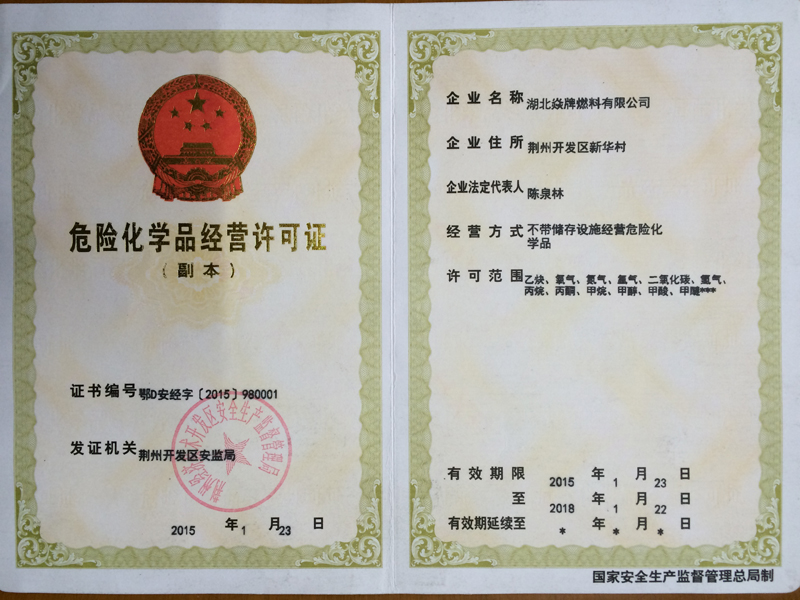 危险化学品经营许可证
(副本)
证书编号 鄂D安经字〔2015〕980001
发证机关 荆州开发区安监局
2015 年 1 月 23 日
企业名称 湖北焱牌燃料有限公司
企业住所 荆州开发区新华村
企业法定代表人 陈泉林
经营方式 不带储存设施经营危险化
学品
许可范围 乙炔、氧气、氮气、氩气、二氧化碳、氢气、
丙烷、丙酮、甲烷、甲醇、甲酸、甲醚***
有效期限 2015 年 1 月 23 日
至 2018 年 1 月 22 日
有效期延续至 * 年 * 月 * 日
国家安全生产监督管理总局制